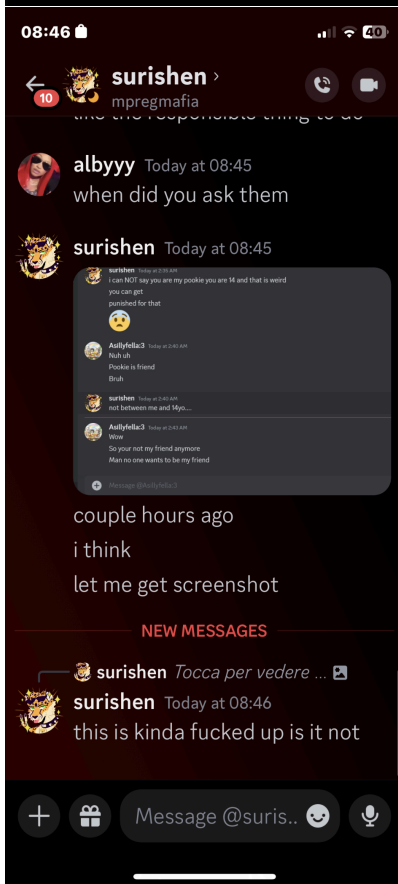 08:46
40
10
surishen ›
mpregmafia
like the responsible thing to do
albyyy Today at 08:45
when did you ask them
surishen Today at 08:45
surishen Today at 2:39 AM
i can NOT say you are my pookie you are 14 and that is weird
you can get
punished for that
Asillyfella:3 Today at 2:40 AM
Nuh uh
Pookie is friend
Bruh
surishen Today at 2:40 AM
not between me and 14yo....
Asillyfella:3 Today at 2:43 AM
Wow
So your not my friend anymore
Man no one wants to be my friend
Message @Asillyfella:3
couple hours ago
i think
let me get screenshot
NEW MESSAGES
surishen Tocca per vedere ...
surishen Today at 08:46
this is kinda fucked up is it not
Message @suris..